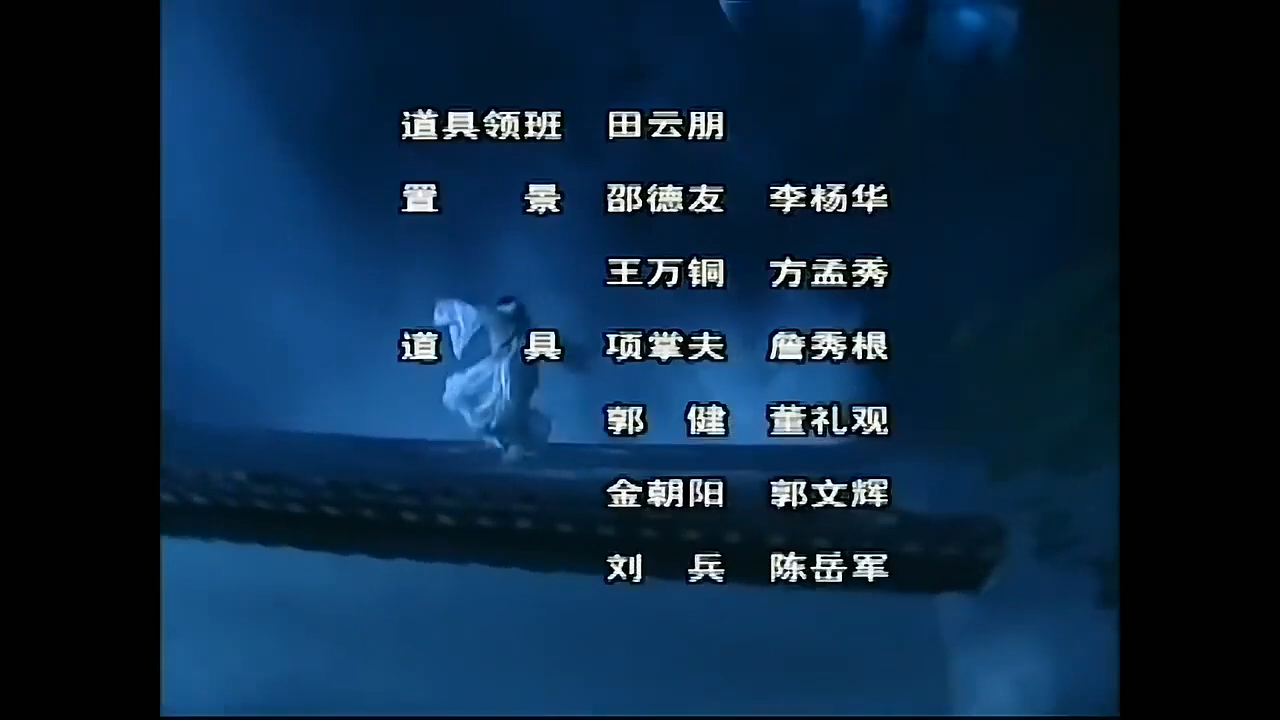 道具领班 田云朋
置 景 邵德友 李杨华
王万铜 方孟秀
道 具 项掌夫 詹秀根
郭 健 董礼观
金朝阳 郭文辉
刘 兵 陈岳军